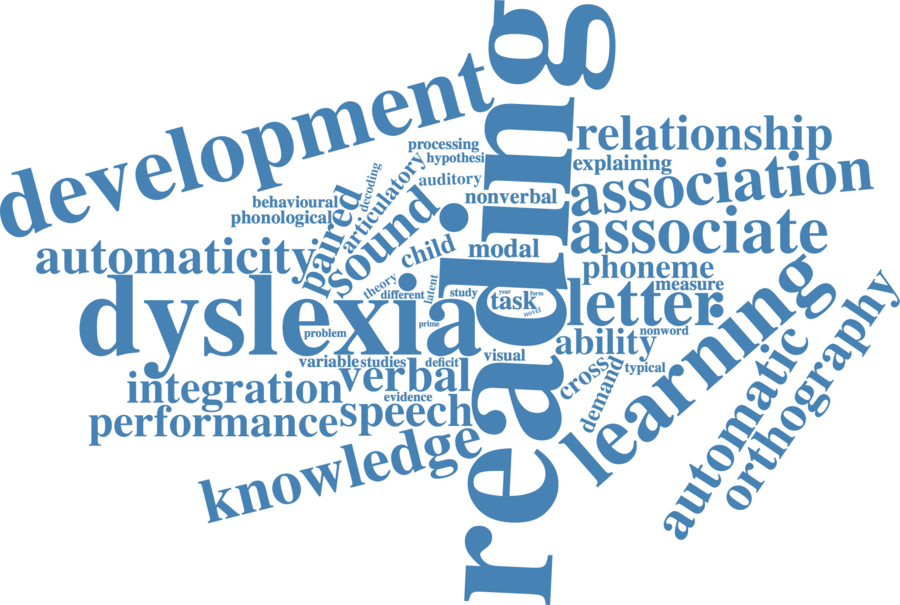 development
reading
processing
hypothesi
relationship
explaining
decoding
articulatory
auditory
association
behavioural
phonological
paired
sound
nonverbal
associate
automaticity
child
modal
phoneme
measure
theory
different
latent
study
year
form
task
novel
letter
learning
dyslexia
problem
prime
nonword
ability
orthography
automatic
variable
studies
deficit
visual
cross
typical
demand
integration
verbal
evidence
performance
speech
knowledge